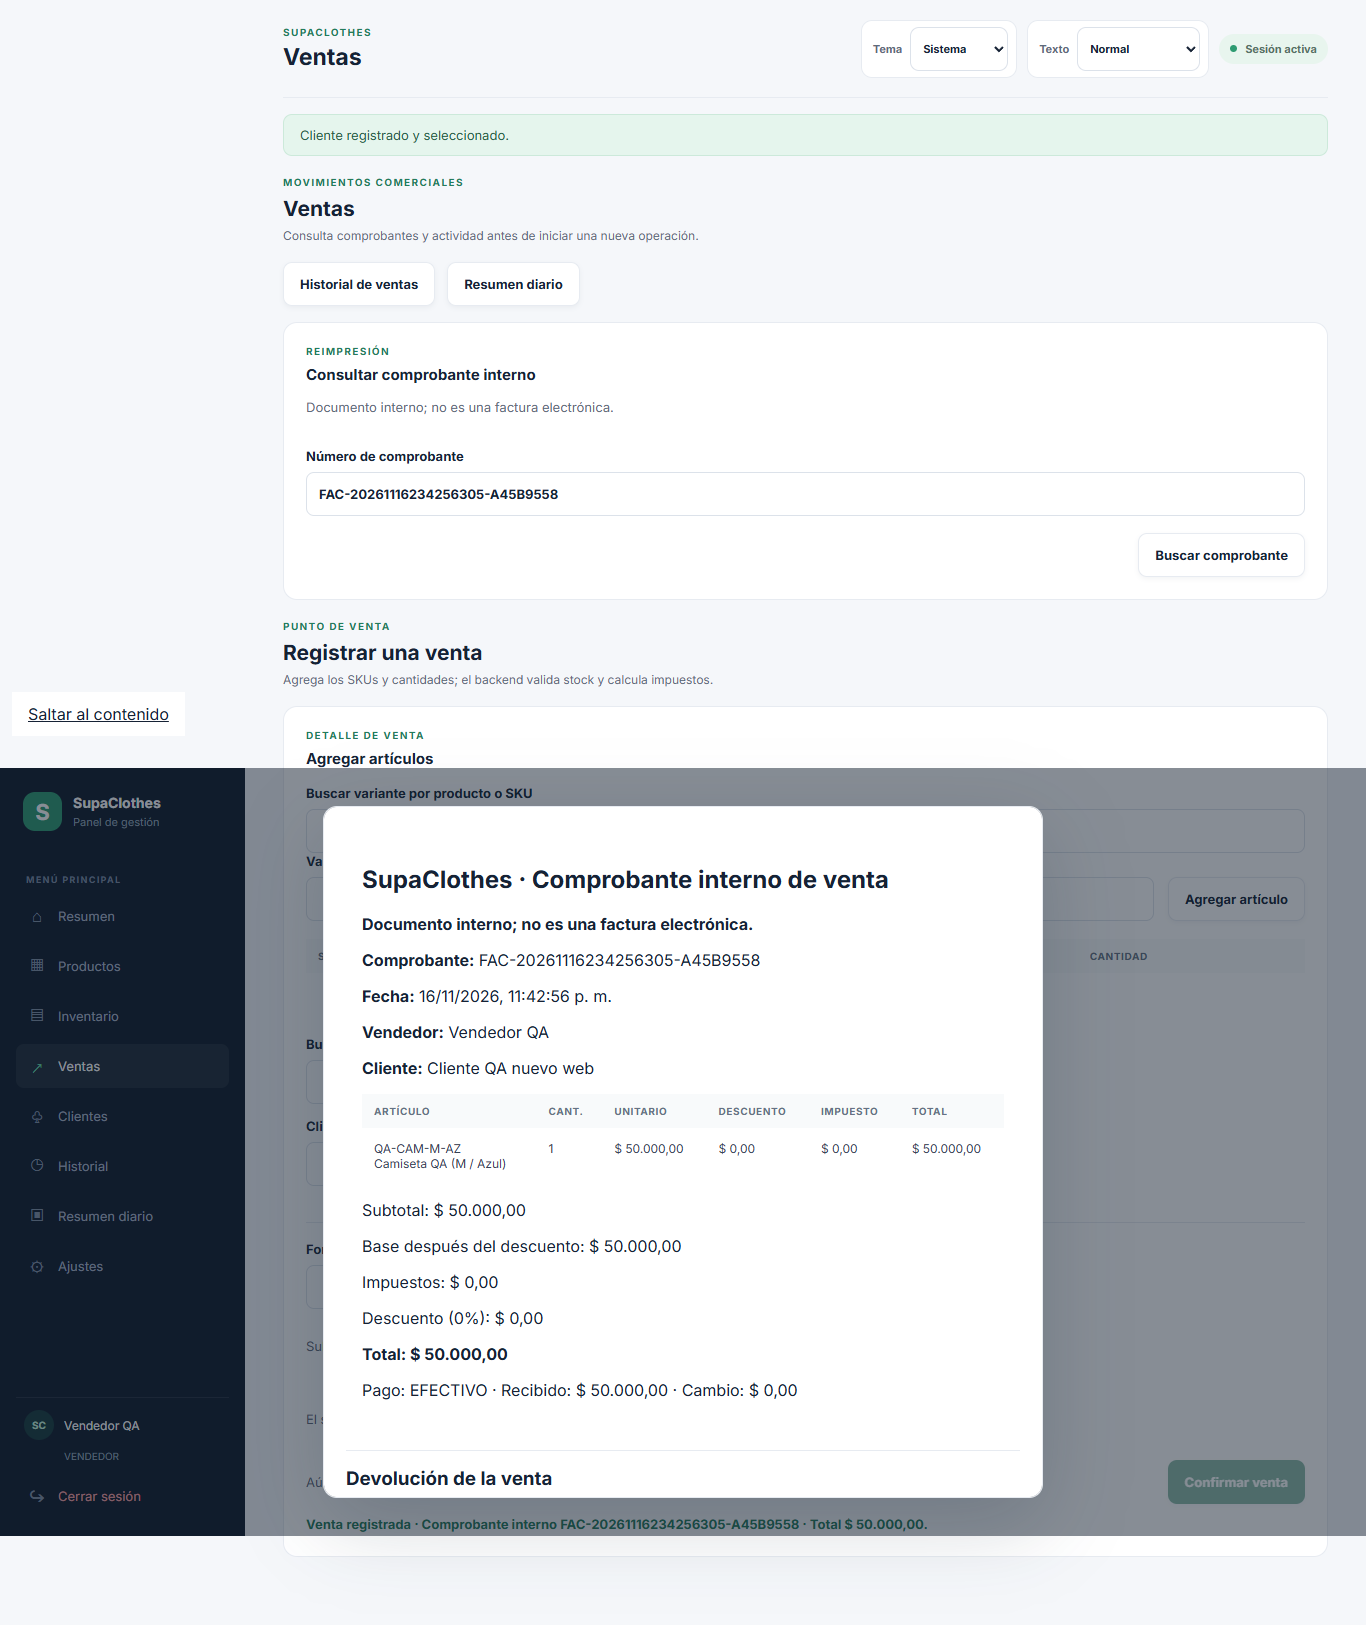 SUPACLOTHES
Ventas
Tema
Sistema
Texto
Normal
Sesión activa
Cliente registrado y seleccionado.
MOVIMIENTOS COMERCIALES
Ventas
Consulta comprobantes y actividad antes de iniciar una nueva operación.
Historial de ventas
Resumen diario
REIMPRESIÓN
Consultar comprobante interno
Documento interno; no es una factura electrónica.
Número de comprobante
FAC-20261116234256305-A45B9558
Buscar comprobante
PUNTO DE VENTA
Registrar una venta
Agrega los SKUs y cantidades; el backend valida stock y calcula impuestos.
Saltar al contenido
DETALLE DE VENTA
Agregar artículos
Buscar variante por producto o SKU
Va
Agregar artículo
S
CANTIDAD
Bu
Cli
For
Su
El s
Aú
Confirmar venta
Venta registrada · Comprobante interno FAC-20261116234256305-A45B9558 · Total $ 50.000,00.
S
SupaClothes
Panel de gestión
MENÚ PRINCIPAL
Resumen
Productos
Inventario
Ventas
Clientes
Historial
Resumen diario
Ajustes
SC
Vendedor QA
VENDEDOR
Cerrar sesión
SupaClothes · Comprobante interno de venta
Documento interno; no es una factura electrónica.
Comprobante: FAC-20261116234256305-A45B9558
Fecha: 16/11/2026, 11:42:56 p. m.
Vendedor: Vendedor QA
Cliente: Cliente QA nuevo web
ARTÍCULO CANT. UNITARIO DESCUENTO IMPUESTO TOTAL
QA-CAM-M-AZ 1 $ 50.000,00 $ 0,00 $ 0,00 $ 50.000,00
Camiseta QA (M / Azul)
Subtotal: $ 50.000,00
Base después del descuento: $ 50.000,00
Impuestos: $ 0,00
Descuento (0%): $ 0,00
Total: $ 50.000,00
Pago: EFECTIVO · Recibido: $ 50.000,00 · Cambio: $ 0,00
Devolución de la venta